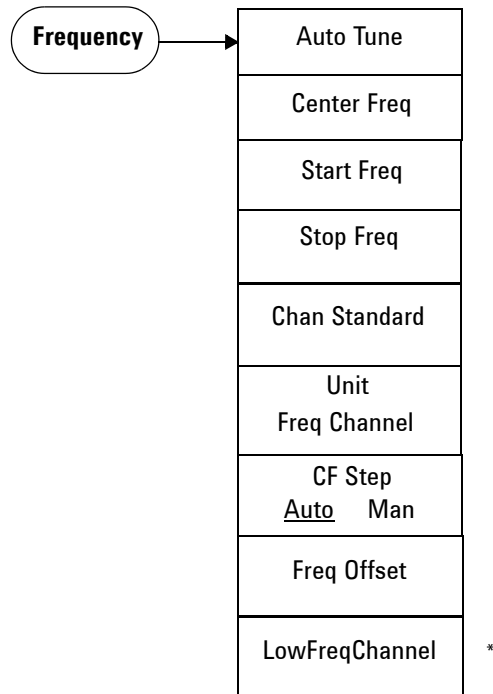 Frequency
Auto Tune
Center Freq
Start Freq
Stop Freq
Chan Standard
Unit
Freq Channel
CF Step
Auto Man
Freq Offset
LowFreqChannel *